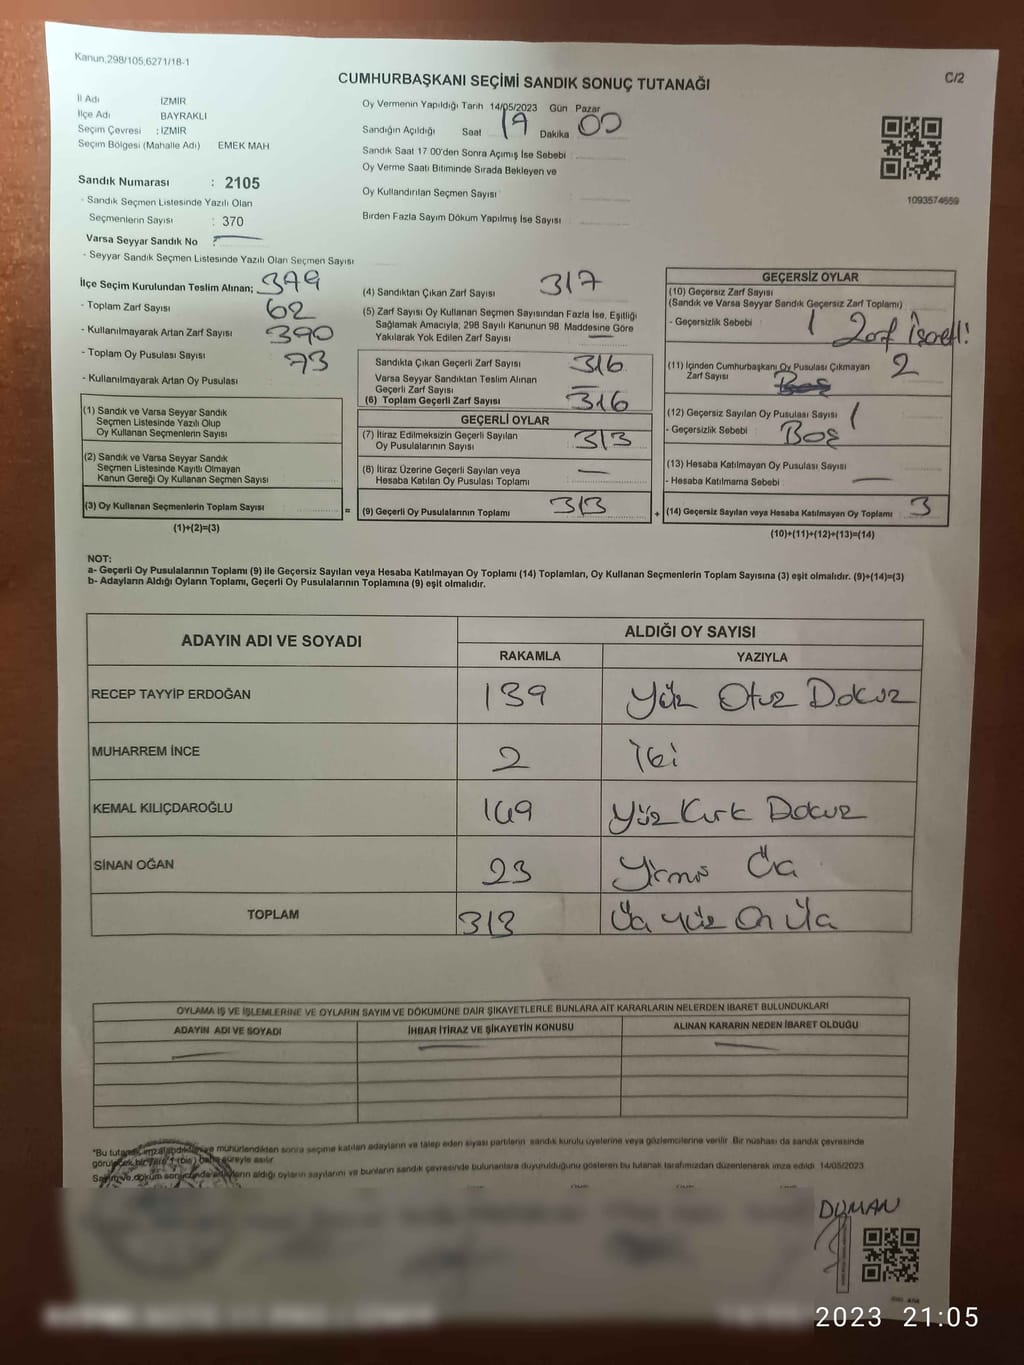 Kanun,298/105,6271/18-1
C/2
CUMHURBAŞKANI SEÇİMİ SANDIK SONUÇ TUTANAĞI
İl Adı İZMİR
İlçe Adı BAYRAKLI
Seçim Çevresi : İZMİR
Seçim Bölgesi (Mahalle Adı) EMEK MAH
Sandık Numarası : 2105
- Sandık Seçmen Listesinde Yazılı Olan
Seçmenlerin Sayısı : 370
Varsa Seyyar Sandık No :
- Seyyar Sandık Seçmen Listesinde Yazılı Olan Seçmen Sayısı
Oy Vermenin Yapıldığı Tarih 14/05/2023 Gün Pazar
Sandığın Açıldığı Saat 19 Dakika 00
Sandık Saat 17 00'den Sonra Açımış İse Sebebi
Oy Verme Saati Bitiminde Sırada Bekleyen ve
Oy Kullandırılan Seçmen Sayısı
Birden Fazla Sayım Döküm Yapılmış İse Sayısı
1093574659
İlçe Seçim Kurulundan Teslim Alınan; 379
- Toplam Zarf Sayısı 62
- Kullanılmayarak Artan Zarf Sayısı 390
- Toplam Oy Pusulası Sayısı 73
- Kullanılmayarak Artan Oy Pusulası
(1) Sandık ve Varsa Seyyar Sandık
Seçmen Listesinde Yazılı Olup
Oy Kullanan Seçmenlerin Sayısı
(2) Sandık ve Varsa Seyyar Sandık
Seçmen Listesinde Kayıtlı Olmayan
Kanun Gereği Oy Kullanan Seçmen Sayısı
(3) Oy Kullanan Seçmenlerin Toplam Sayısı =
(1)+(2)=(3)
(4) Sandıktan Çıkan Zarf Sayısı 317
(5) Zarf Sayısı Oy Kullanan Seçmen Sayısından Fazla İse, Eşitliği
Sağlamak Amacıyla, 298 Sayılı Kanunun 98 Maddesine Göre
Yakılarak Yok Edilen Zarf Sayısı —
Sandıkta Çıkan Geçerli Zarf Sayısı 316
Varsa Seyyar Sandıktan Teslim Alınan
Geçerli Zarf Sayısı —
(6) Toplam Geçerli Zarf Sayısı 316
GEÇERLİ OYLAR
(7) İtiraz Edilmeksizin Geçerli Sayılan
Oy Pusulalarının Sayısı 313
(8) İtiraz Üzerine Geçerli Sayılan veya
Hesaba Katılan Oy Pusulası Toplamı —
(9) Geçerli Oy Pusulalarının Toplamı 313 +
GEÇERSİZ OYLAR
(10) Geçersiz Zarf Sayısı
(Sandık ve Varsa Seyyar Sandık Geçersiz Zarf Toplamı)
- Geçersizlik Sebebi 1 Zarf İşaretli!
(11) İçinden Cumhurbaşkanı Oy Pusulası Çıkmayan 2
Zarf Sayısı
(12) Geçersiz Sayılan Oy Pusulası Sayısı 1
- Geçersizlik Sebebi Boş
(13) Hesaba Katılmayan Oy Pusulası Sayısı
- Hesaba Katılmama Sebebi —
(14) Geçersiz Sayılan veya Hesaba Katılmayan Oy Toplamı 3
(10)+(11)+(12)+(13)=(14)
NOT:
a- Geçerli Oy Pusulalarının Toplamı (9) ile Geçersiz Sayılan veya Hesaba Katılmayan Oy Toplamı (14) Toplamları, Oy Kullanan Seçmenlerin Toplam Sayısına (3) eşit olmalıdır. (9)+(14)=(3)
b- Adayların Aldığı Oyların Toplamı, Geçerli Oy Pusulalarının Toplamına (9) eşit olmalıdır.
ADAYIN ADI VE SOYADI ALDIĞI OY SAYISI
RAKAMLA YAZIYLA
RECEP TAYYİP ERDOĞAN 139 Yüz Otuz Dokuz
MUHARREM İNCE 2 İki
KEMAL KILIÇDAROĞLU 149 Yüz Kırk Dokuz
SİNAN OĞAN 23 Yirmi Üç
TOPLAM 313 Üç yüz On Üç
OYLAMA İŞ VE İŞLEMLERİNE VE OYLARIN SAYIM VE DÖKÜMÜNE DAİR ŞİKAYETLERLE BUNLARA AİT KARARLARIN NELERDEN İBARET BULUNDUKLARI
ADAYIN ADI VE SOYADI İHBAR İTİRAZ VE ŞİKAYETİN KONUSU ALINAN KARARIN NEDEN İBARET OLDUĞU
*Bu tutanak imzalandıktan ve mühürlendikten sonra seçime katılan adayların ve talep eden siyasi partilerin sandık kurulu üyelerine veya gözlemcilerine verilir. Bir nüshası da sandık çevresinde
görülecek bir yere 1 (bir) hafta süreyle asılır.
Sayım ve döküm sonucunda adayların aldığı oyların sayılarını ve bunların sandık çevresinde bulunanlara duyurulduğunu gösteren bu tutanak tarafımızdan düzenlenerek imza edildi. 14/05/2023
DUMAN
2023 21:05